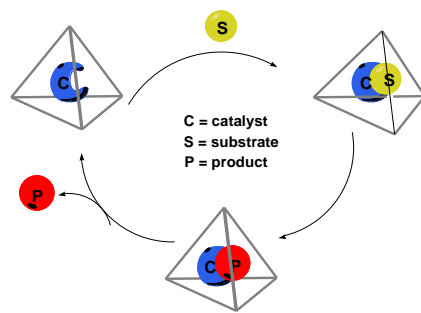 S
C
C S
C = catalyst
S = substrate
P = product
P
C P